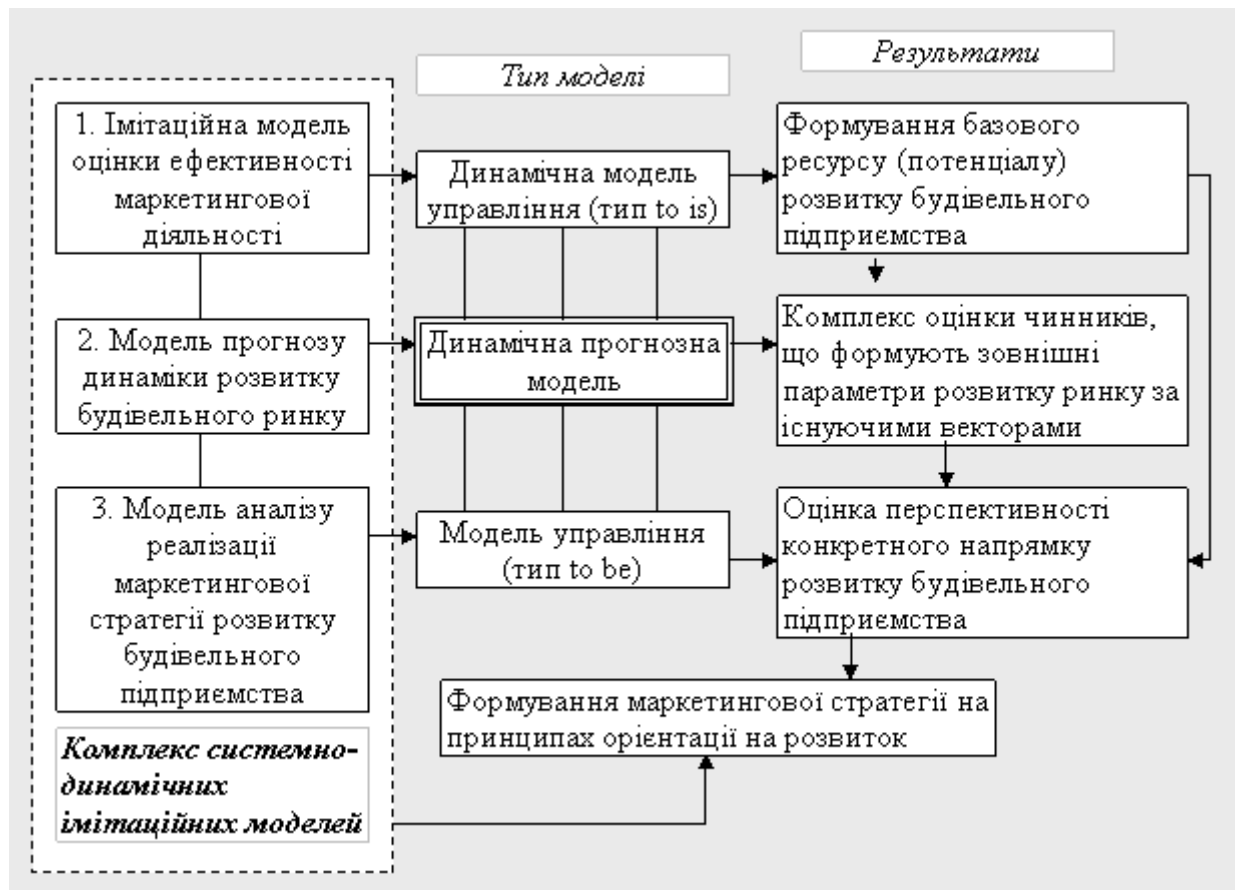 Тип моделі
Результати
1. Імітаційна модель
оцінки ефективності
маркетингової
діяльності
Динамічна модель
управління (тип to is)
Формування базового
ресурсу (потенціалу)
розвитку будівельного
підприємства
2. Модель прогнозу
динаміки розвитку
будівельного ринку
Динамічна прогнозна
модель
Комплекс оцінки чинників,
що формують зовнішні
параметри розвитку ринку за
існуючими векторами
3. Модель аналізу
реалізації
маркетингової
стратегії розвитку
будівельного
підприємства
Модель управління
(тип to be)
Оцінка перспективності
конкретного напрямку
розвитку будівельного
підприємства
Формування маркетингової стратегії на
принципах орієнтації на розвиток
Комплекс системно-
динамічних
імітаційних моделей